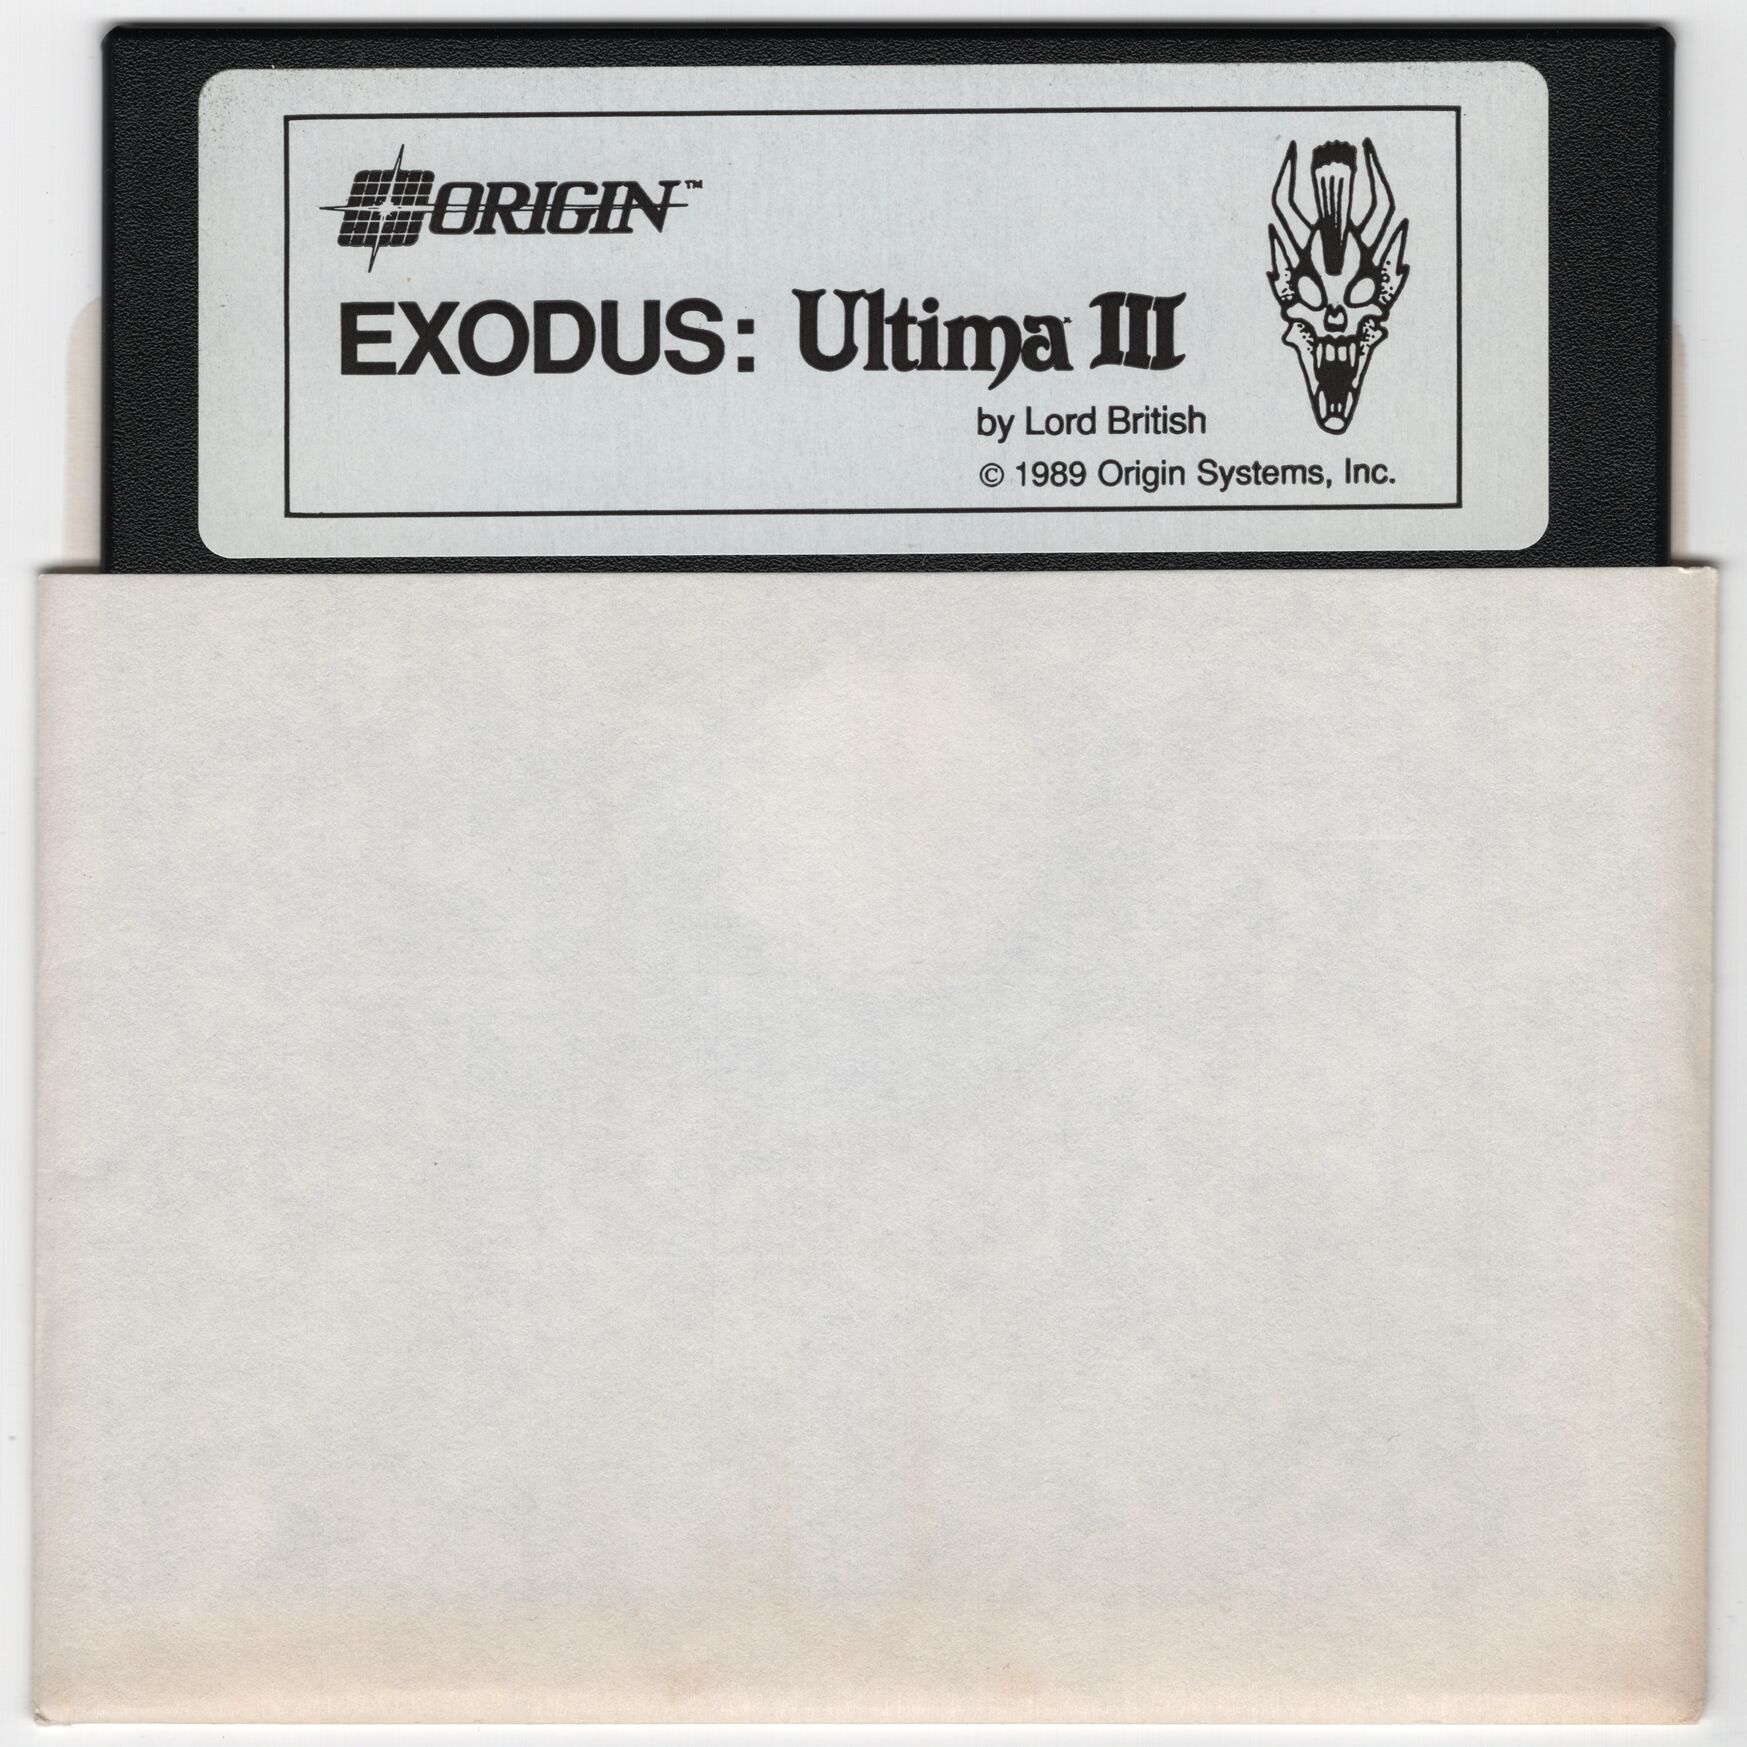 ORIGIN™
EXODUS: Ultima III
by Lord British
© 1989 Origin Systems, Inc.